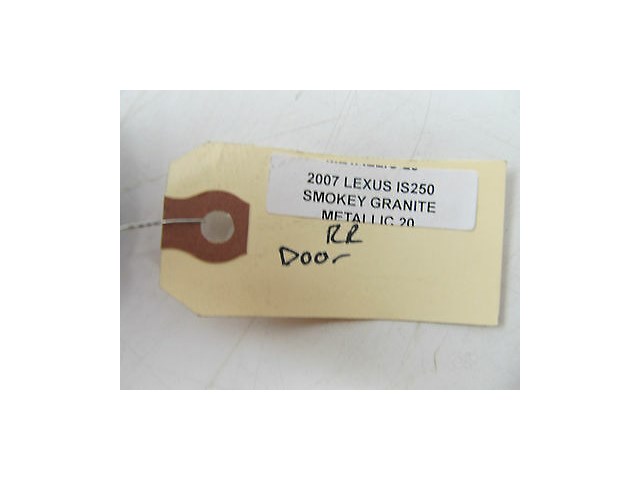 2007 LEXUS IS250
SMOKEY GRANITE
METALLIC 20
RR
Door